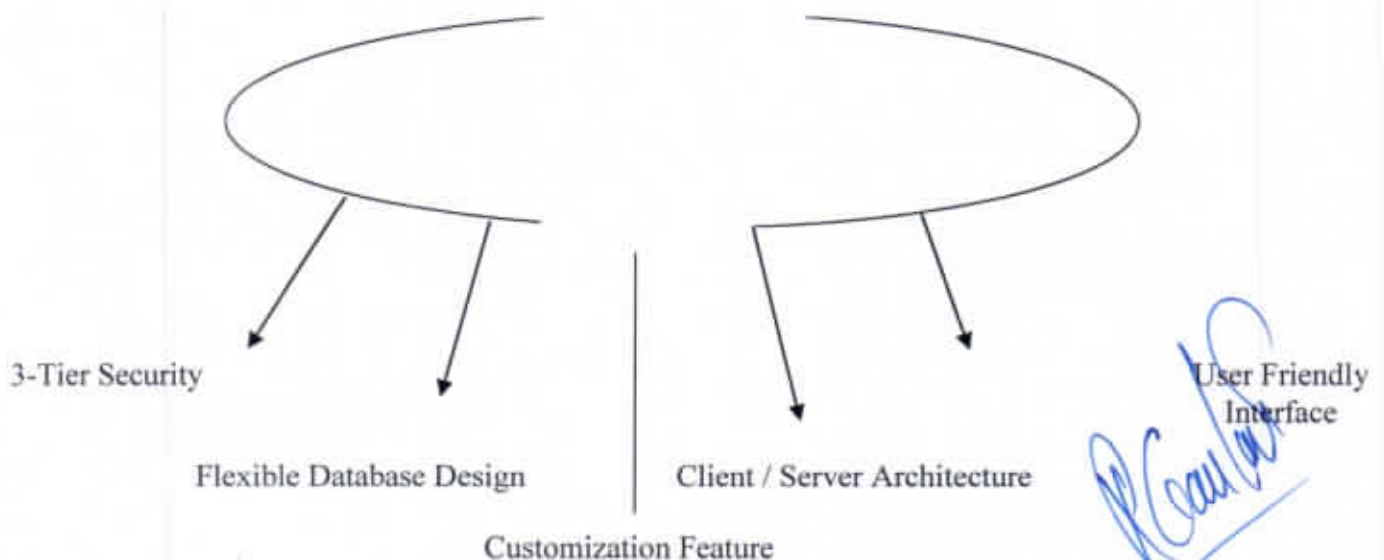 3-Tier Security
User Friendly
Interface
Flexible Database Design
Client / Server Architecture
Customization Feature